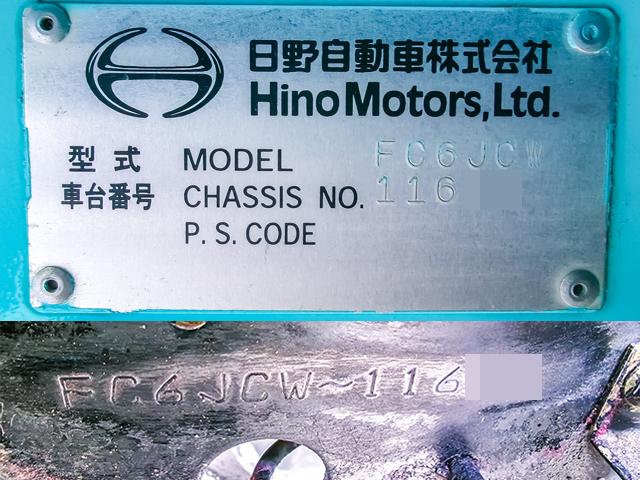 日野自動車株式会社
Hino Motors, Ltd.
型式 MODEL FC6JCW
車台番号 CHASSIS NO. 116
P. S. CODE
FC6JCW~116